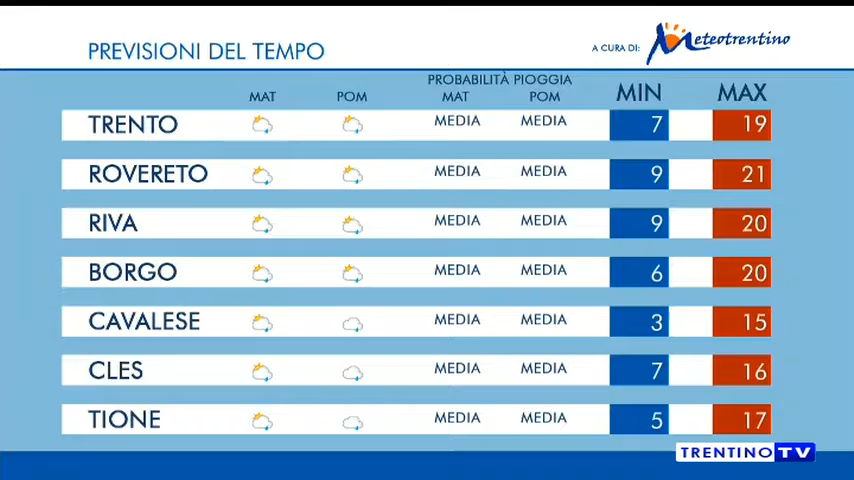 PREVISIONI DEL TEMPO
A CURA DI: Meteotrentino
PROBABILITÀ PIOGGIA
MAT POM MAT POM MIN MAX
TRENTO MEDIA MEDIA 7 19
ROVERETO MEDIA MEDIA 9 21
RIVA MEDIA MEDIA 9 20
BORGO MEDIA MEDIA 6 20
CAVALESE MEDIA MEDIA 3 15
CLES MEDIA MEDIA 7 16
TIONE MEDIA MEDIA 5 17
TRENTINO TV